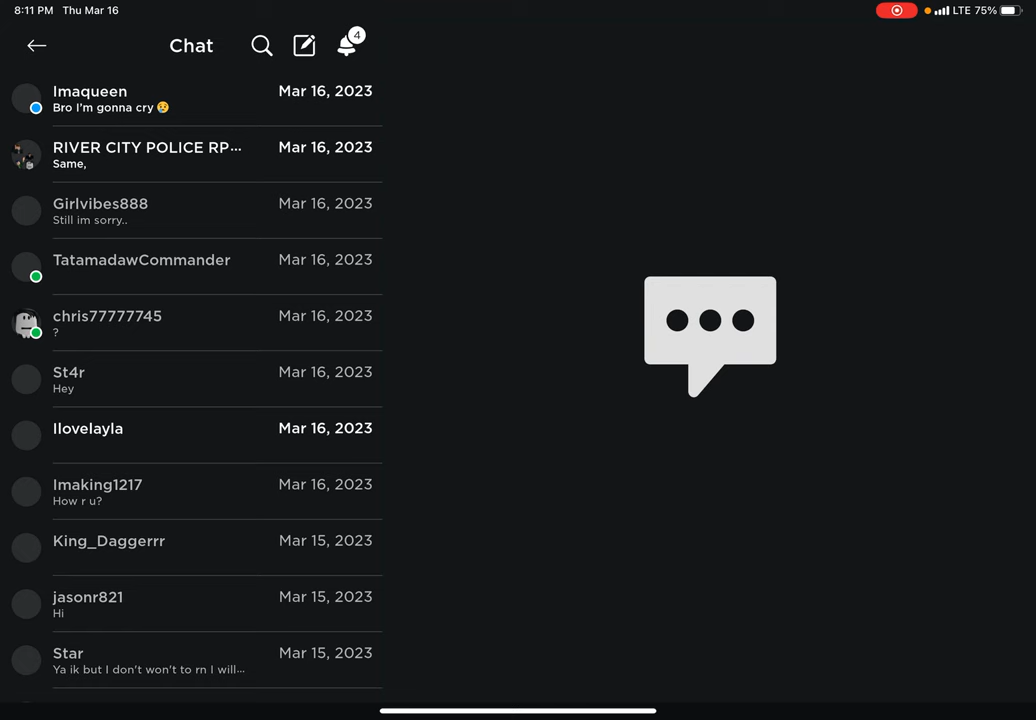 8:11 PM Thu Mar 16
LTE 75%
Chat
4
Imaqueen Mar 16, 2023
Bro I'm gonna cry 😢
RIVER CITY POLICE RP... Mar 16, 2023
Same,
Girlvibes888 Mar 16, 2023
Still im sorry..
TatamadawCommander Mar 16, 2023
chris77777745 Mar 16, 2023
?
St4r Mar 16, 2023
Hey
Ilovelayla Mar 16, 2023
Imaking1217 Mar 16, 2023
How r u?
King_Daggerrr Mar 15, 2023
jasonr821 Mar 15, 2023
Hi
Star Mar 15, 2023
Ya ik but I don't won't to rn I will...